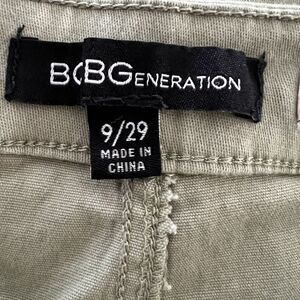 BCBGENERATION
9/29
MADE IN
CHINA